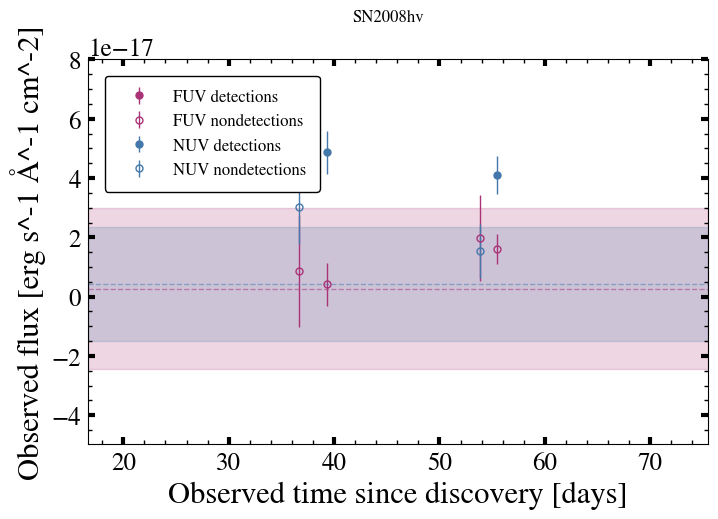 SN2008hv
1e−17
8
6
4
2
0
−2
−4
FUV detections
FUV nondetections
NUV detections
NUV nondetections
20 30 40 50 60 70
Observed time since discovery [days]
Observed flux [erg s^-1 Å^-1 cm^-2]